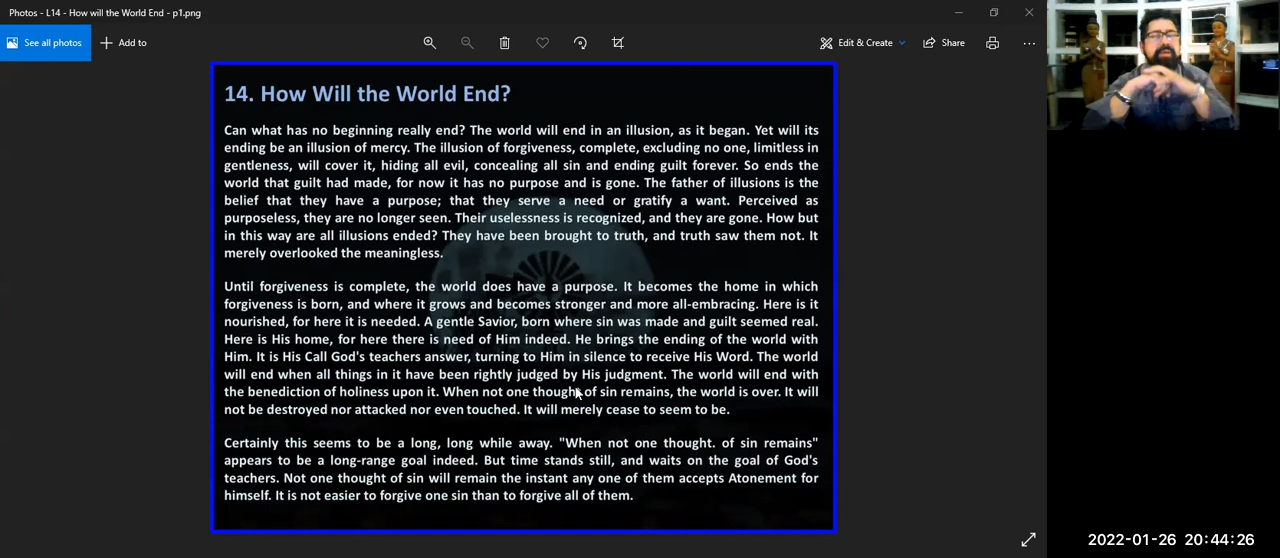 Photos - L14 - How will the World End - p1.png
See all photos
Add to
Edit & Create
Share
14. How Will the World End?
Can what has no beginning really end? The world will end in an illusion, as it began. Yet will its
ending be an illusion of mercy. The illusion of forgiveness, complete, excluding no one, limitless in
gentleness, will cover it, hiding all evil, concealing all sin and ending guilt forever. So ends the
world that guilt had made, for now it has no purpose and is gone. The father of illusions is the
belief that they have a purpose; that they serve a need or gratify a want. Perceived as
purposeless, they are no longer seen. Their uselessness is recognized, and they are gone. How but
in this way are all illusions ended? They have been brought to truth, and truth saw them not. It
merely overlooked the meaningless.
Until forgiveness is complete, the world does have a purpose. It becomes the home in which
forgiveness is born, and where it grows and becomes stronger and more all-embracing. Here is it
nourished, for here it is needed. A gentle Savior, born where sin was made and guilt seemed real.
Here is His home, for here there is need of Him indeed. He brings the ending of the world with
Him. It is His Call God's teachers answer, turning to Him in silence to receive His Word. The world
will end when all things in it have been rightly judged by His judgment. The world will end with
the benediction of holiness upon it. When not one thought of sin remains, the world is over. It will
not be destroyed nor attacked nor even touched. It will merely cease to seem to be.
Certainly this seems to be a long, long while away. "When not one thought. of sin remains"
appears to be a long-range goal indeed. But time stands still, and waits on the goal of God's
teachers. Not one thought of sin will remain the instant any one of them accepts Atonement for
himself. It is not easier to forgive one sin than to forgive all of them.
2022-01-26 20:44:26